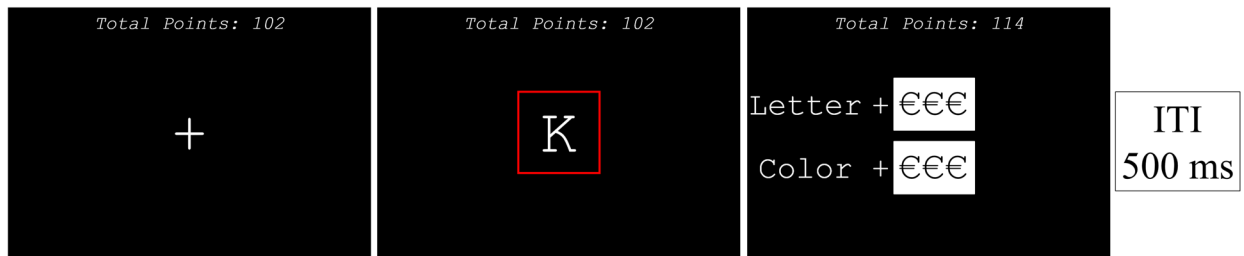 Total Points: 102
+
Total Points: 102
K
Total Points: 114
Letter + €€€
Color + €€€
ITI
500 ms